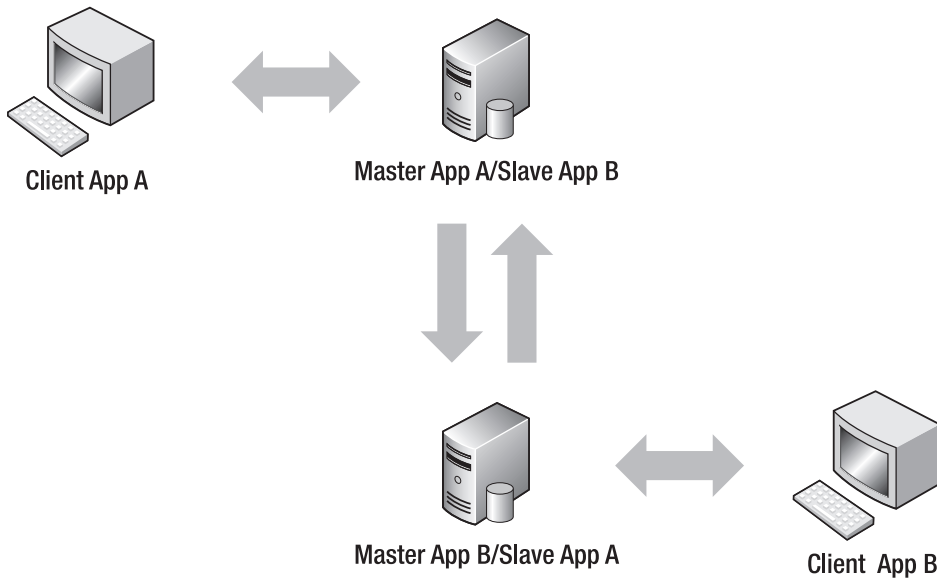 Client App A
Master App A/Slave App B
Master App B/Slave App A
Client App B